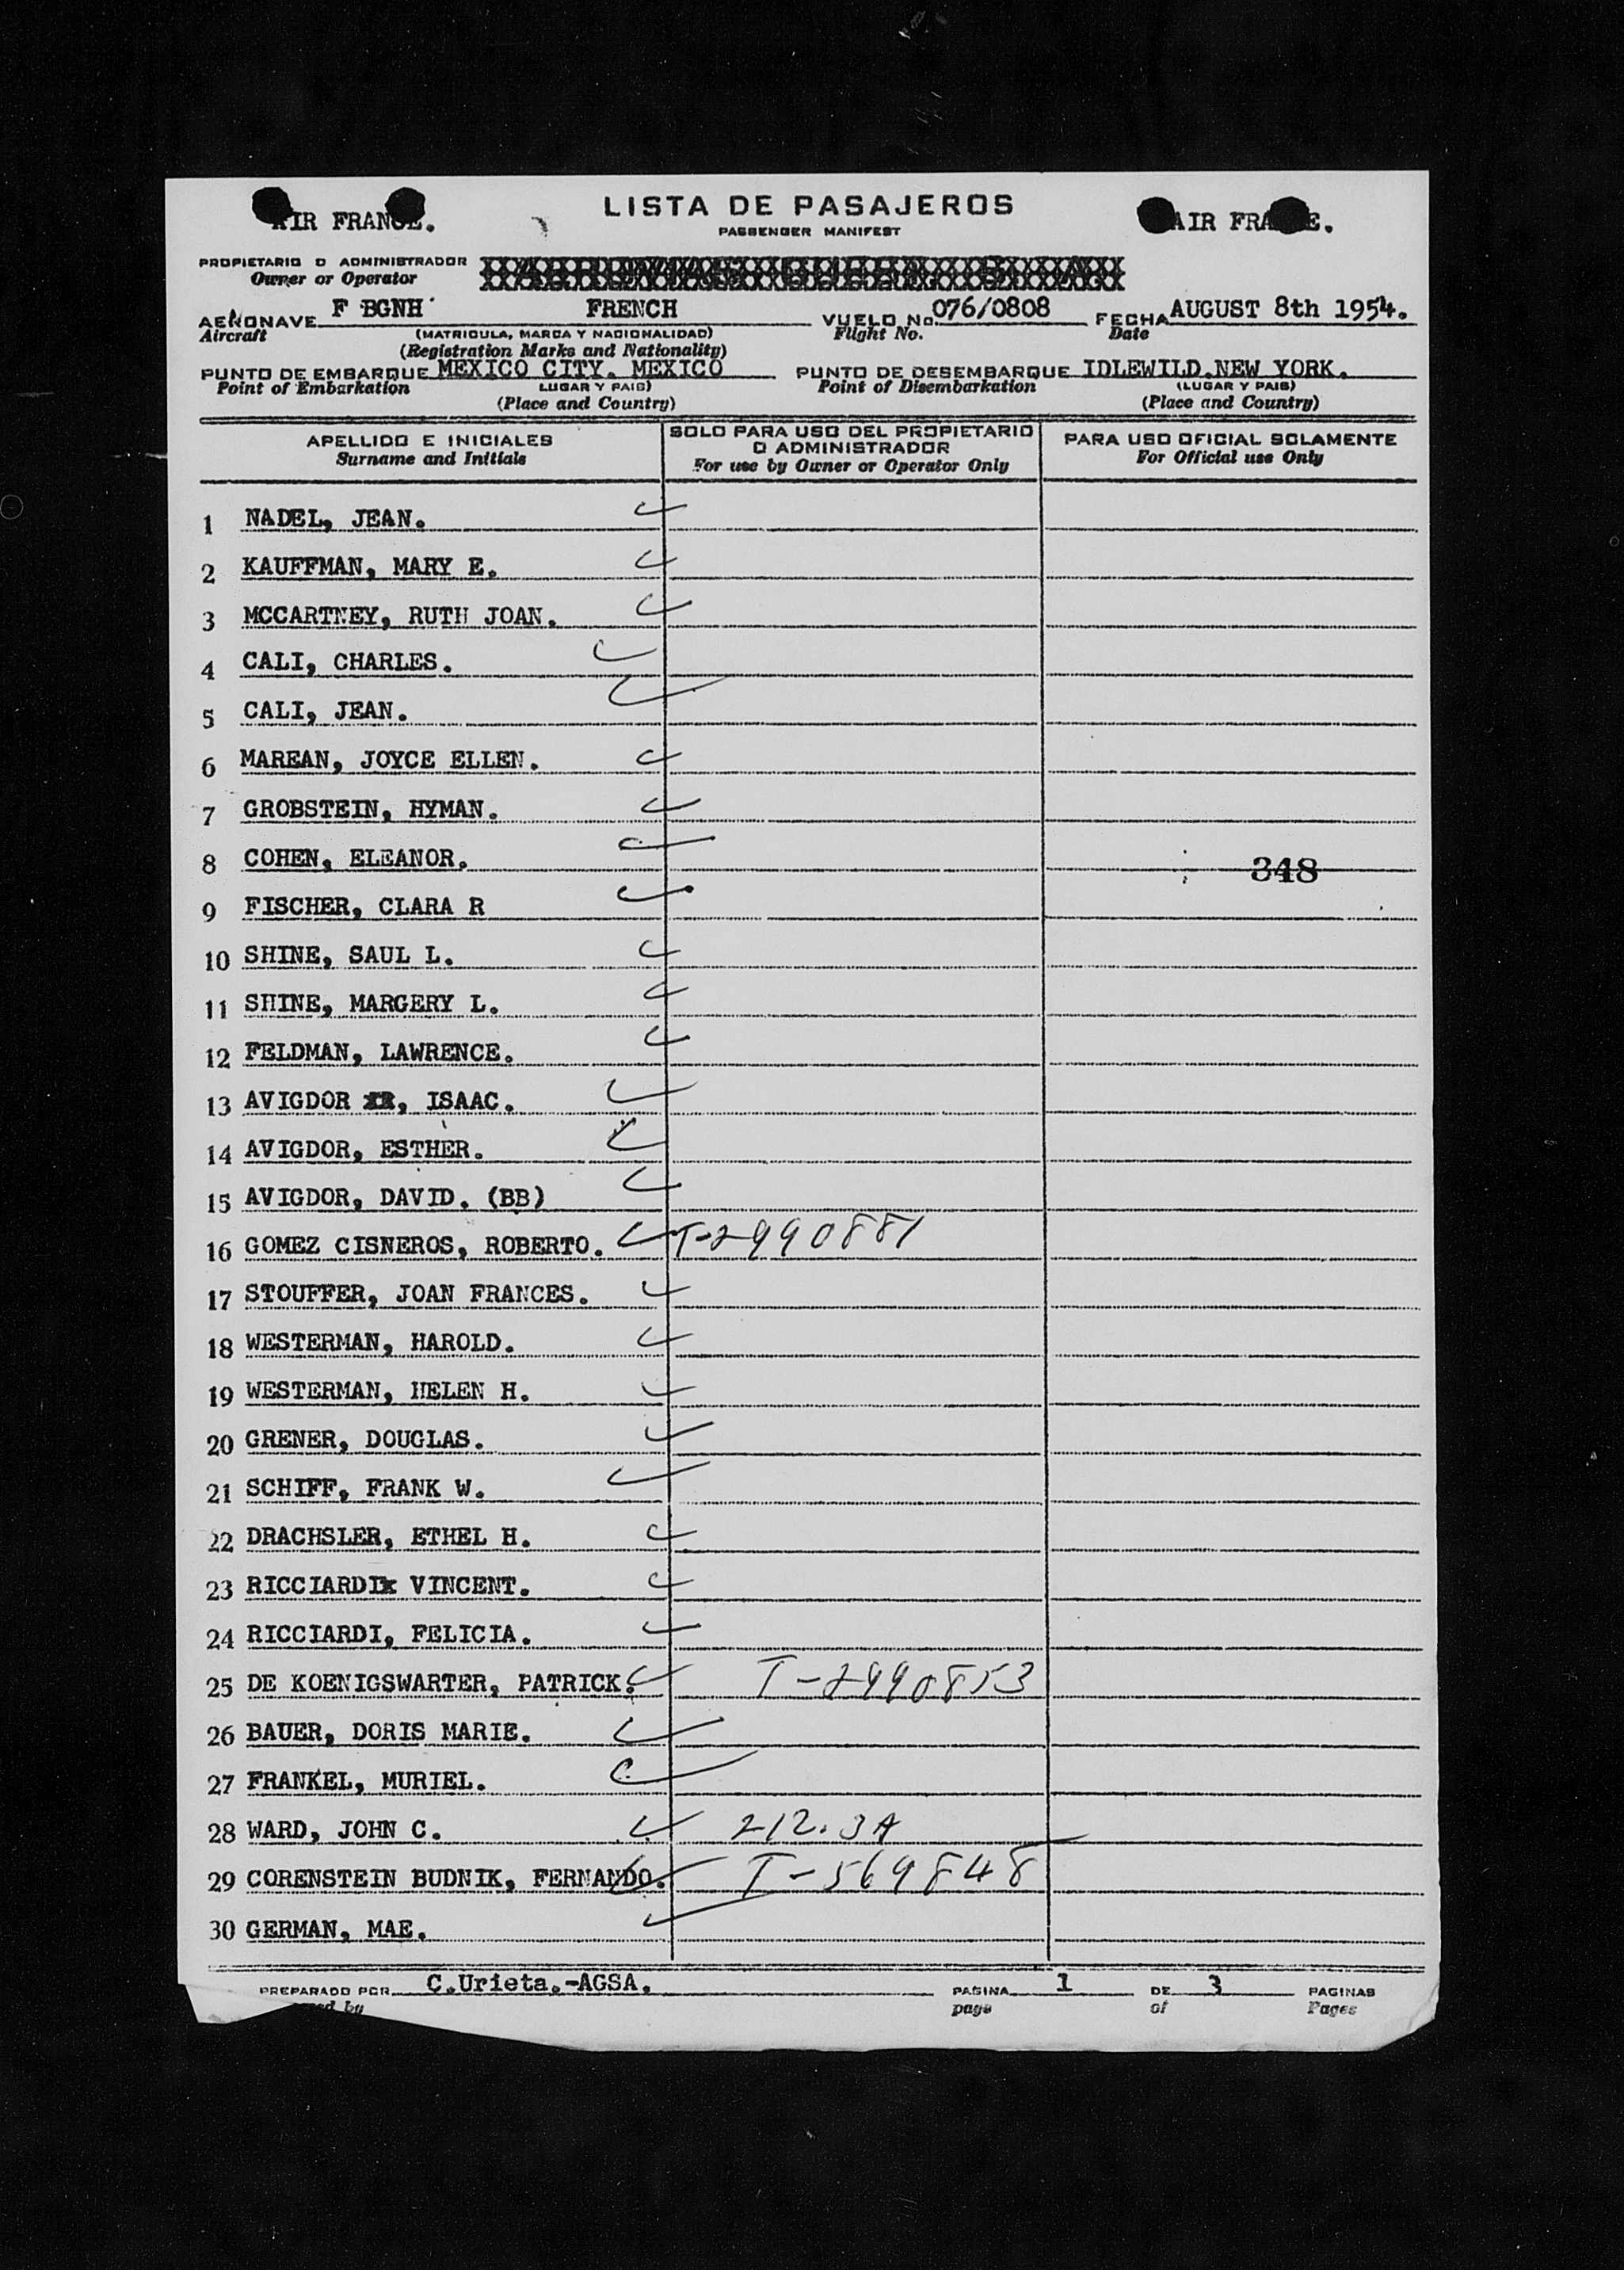 AIR FRANCE.
LISTA DE PASAJEROS
AIR FRANCE.
PASSENGER MANIFEST
PROPIETARIO O ADMINISTRADOR
Owner or Operator
F BGNH FRENCH 076/0808 AUGUST 8th 1954.
AERONAVE VUELO No. FECHA
Aircraft (MATRICULA, MARCA Y NACIONALIDAD) Flight No. Date
(Registration Marks and Nationality)
PUNTO DE EMBARQUE MEXICO CITY. MEXICO PUNTO DE DESEMBARQUE IDLEWILD.NEW YORK.
Point of Embarkation LUGAR Y PAIS) Point of Disembarkation (LUGAR Y PAIS)
(Place and Country) (Place and Country)
APELLIDO E INICIALES
Surname and Initials
SOLO PARA USO DEL PROPIETARIO
O ADMINISTRADOR
For use by Owner or Operator Only
PARA USO OFICIAL SOLAMENTE
For Official use Only
1 NADEL, JEAN.
2 KAUFFMAN, MARY E.
3 MCCARTNEY, RUTH JOAN.
4 CALI, CHARLES.
5 CALI, JEAN.
6 MAREAN, JOYCE ELLEN.
7 GROBSTEIN, HYMAN.
8 COHEN, ELEANOR. 348
9 FISCHER, CLARA R
10 SHINE, SAUL L.
11 SHINE, MARGERY L.
12 FELDMAN, LAWRENCE.
13 AVIGDOR, ISAAC.
14 AVIGDOR, ESTHER.
15 AVIGDOR, DAVID. (BB)
16 GOMEZ CISNEROS, ROBERTO. T-2990881
17 STOUFFER, JOAN FRANCES.
18 WESTERMAN, HAROLD.
19 WESTERMAN, HELEN H.
20 GRENER, DOUGLAS.
21 SCHIFF, FRANK W.
22 DRACHSLER, ETHEL H.
23 RICCIARDI VINCENT.
24 RICCIARDI, FELICIA.
25 DE KOENIGSWARTER, PATRICK. T-2990853
26 BAUER, DORIS MARIE.
27 FRANKEL, MURIEL.
28 WARD, JOHN C. 212.3A
29 CORENSTEIN BUDNIK, FERNANDO. T-569848
30 GERMAN, MAE.
PREPARADO POR C.Urieta.-AGSA. PAGINA 1 DE 3 PAGINAS
by page of Pages